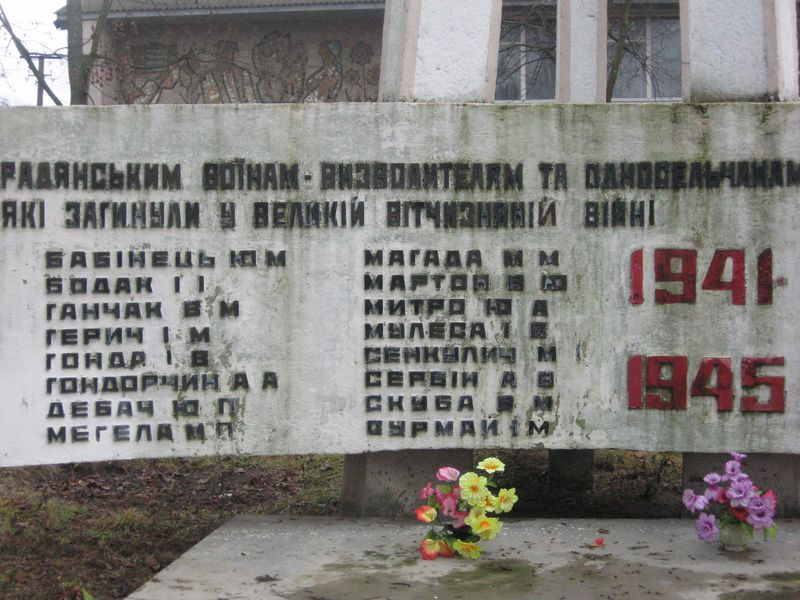 РАДЯНСЬКИМ ВОЇНАМ-ВИЗВОЛИТЕЛЯМ ТА ОДНОСЕЛЬЧАНАМ
ЯКІ ЗАГИНУЛИ У ВЕЛИКІЙ ВІТЧИЗНЯНІЙ ВІЙНІ
БАБІНЕЦЬ Ю М
БОДАК І І
ГАНЧАК В М
ГЕРИЧ І М
ГОНДА І В
ГОНДОРЧИН А А
ДЕБАЧ Ю П
МЕГЕЛА М П
МАГАДА М М
МАРТОН В Ю
МИТРО Ю А
МУЛЕСА І В
СЕНКУЛИЧ М І
СЕРБІН А В
СКУБА В М
ФУРМАЙ І М
1941
1945